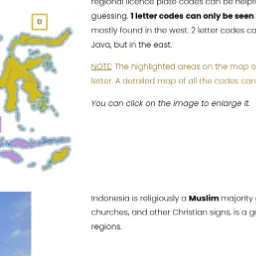 regional licence plate codes can be helpful
guessing. 1 letter codes can only be seen
mostly found in the west. 2 letter codes ca
Java, but in the east.
D
NOTE: The highlighted areas on the map o
letter. A detailed map of all the codes can
You can click on the image to enlarge it.
Indonesia is religiously a Muslim majority
churches, and other Christian signs, is a g
regions.